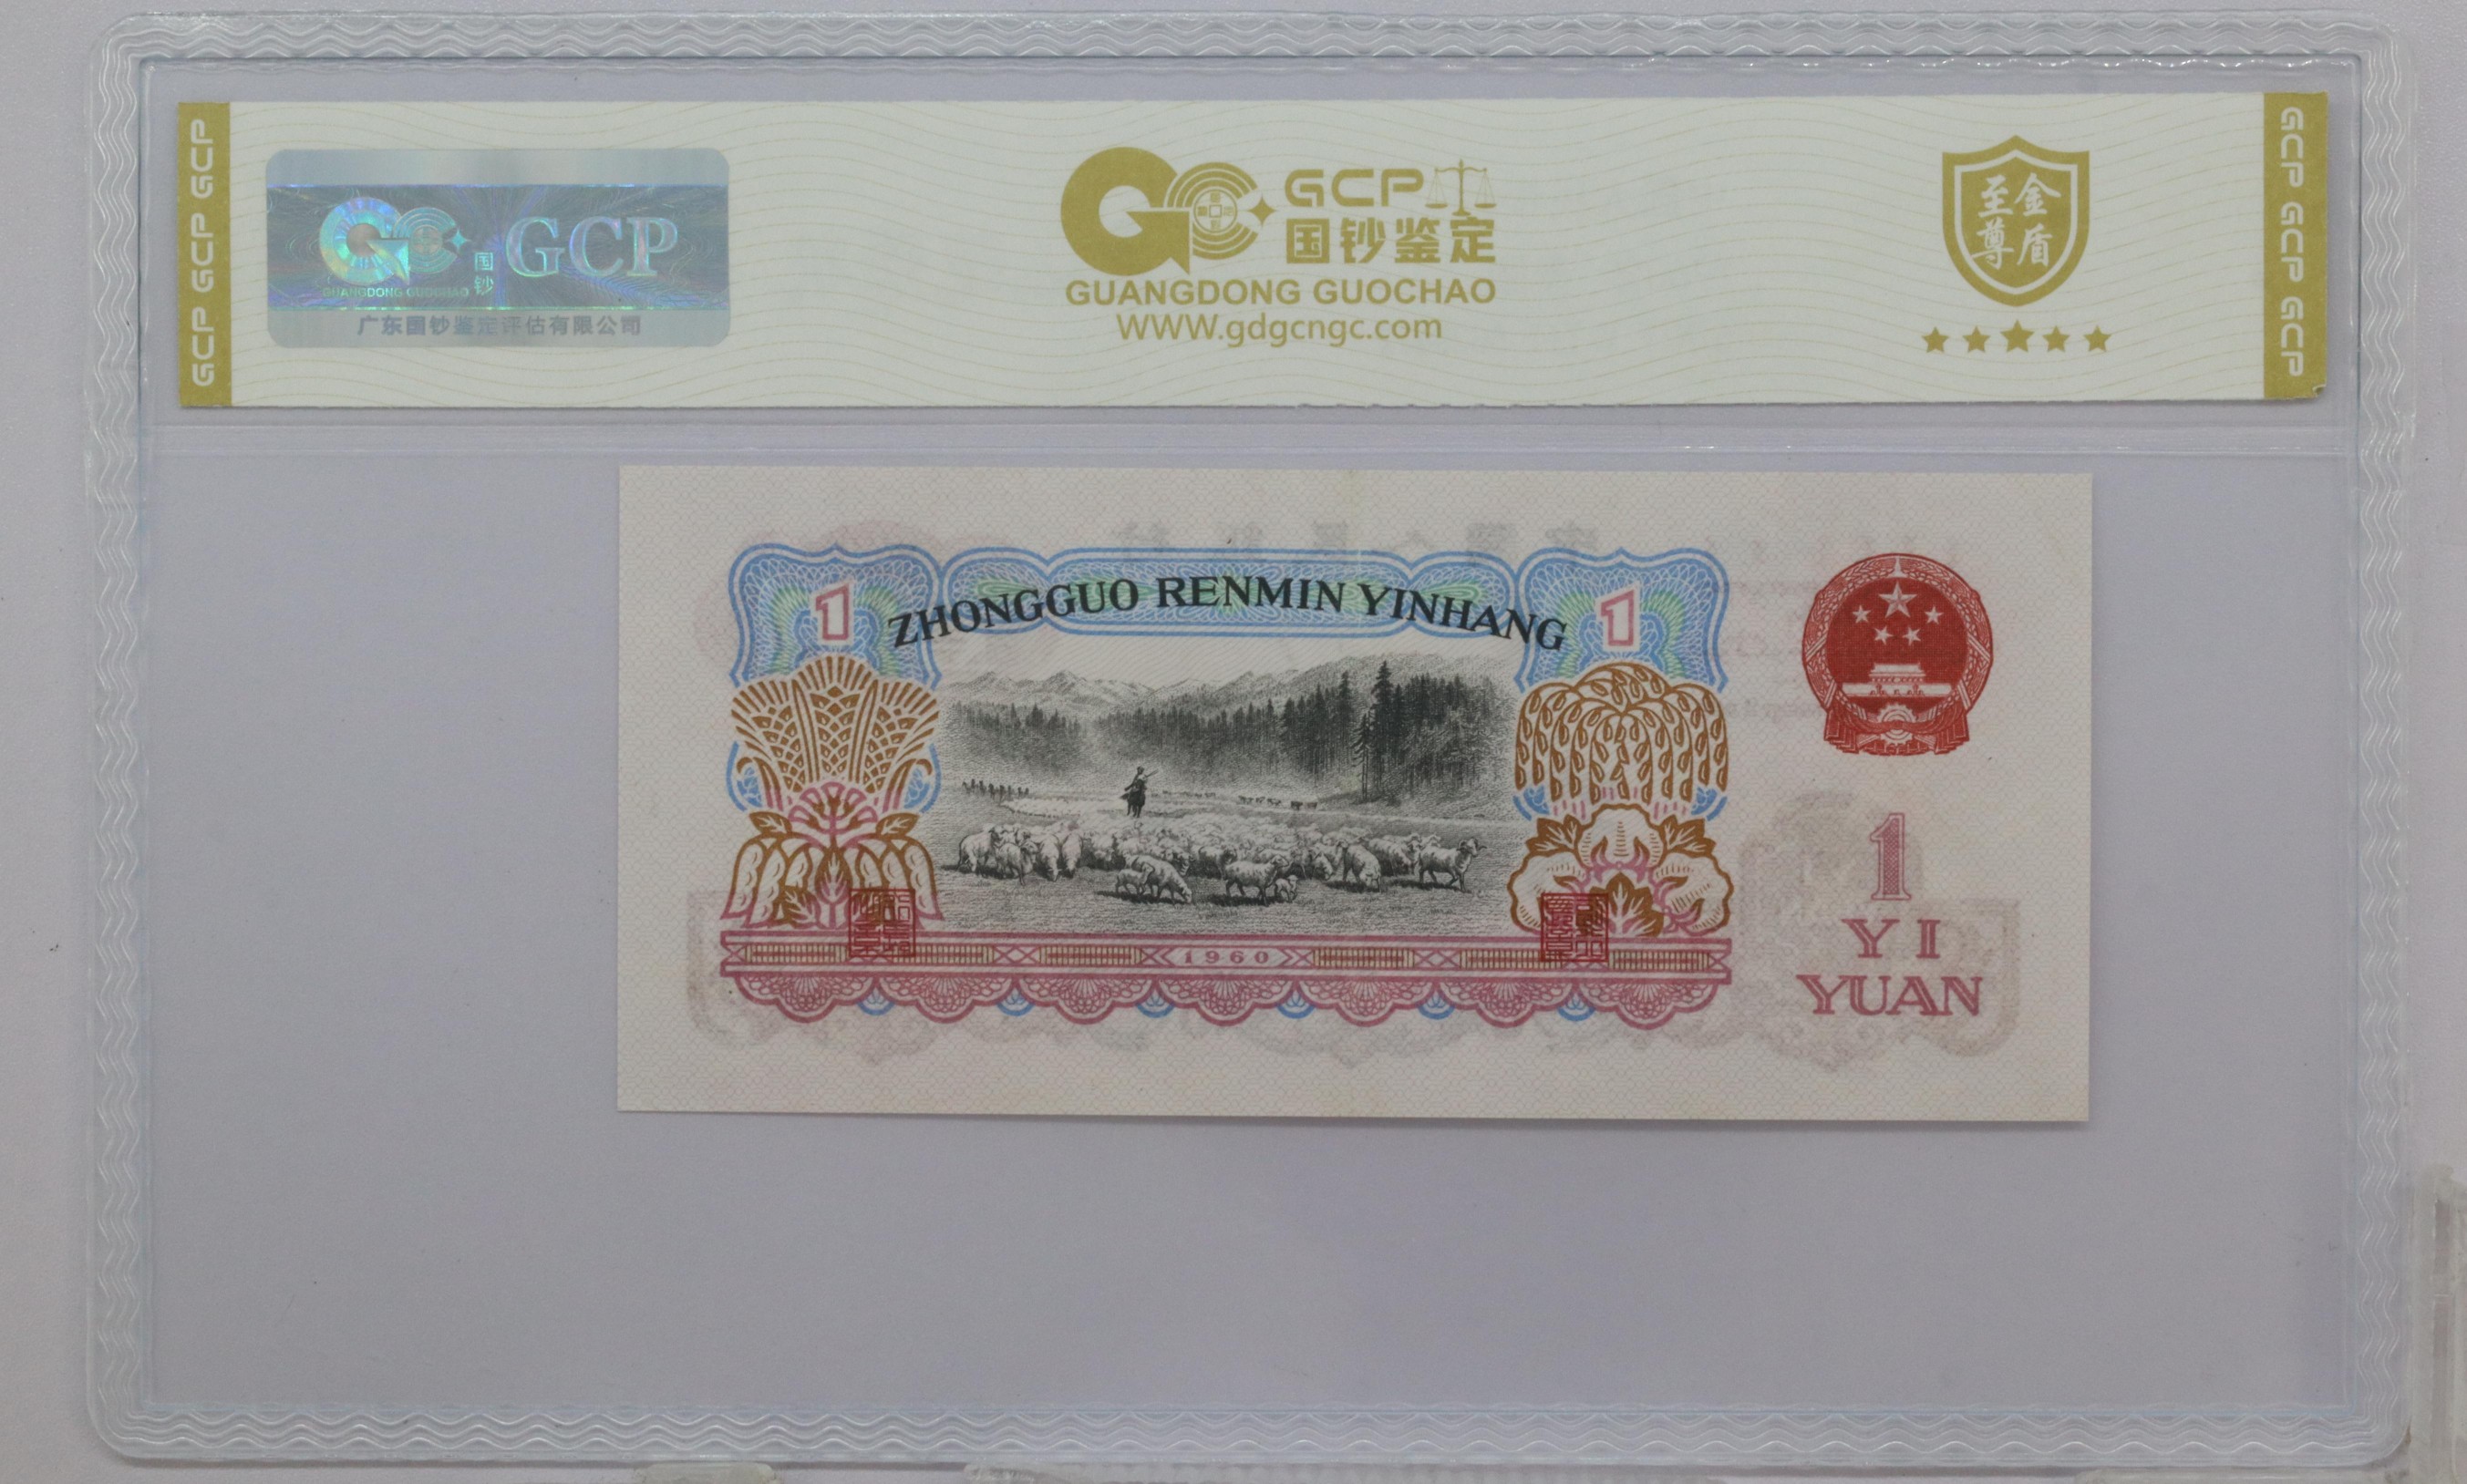 GCP GCP GCP
GCP
国钞
GUANGDONG GUOCHAO
广东国钞鉴定评估有限公司
GCP
国钞鉴定
GUANGDONG GUOCHAO
WWW.gdgcngc.com
至尊金盾
GCP GCP GCP
ZHONGGUO RENMIN YINHANG
1
1
1960
1
YI
YUAN